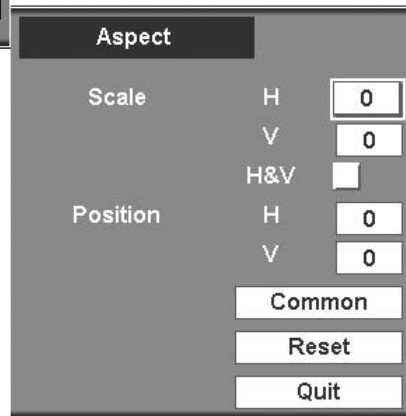 Aspect
Scale H 0
V 0
H&V
Position H 0
V 0
Common
Reset
Quit